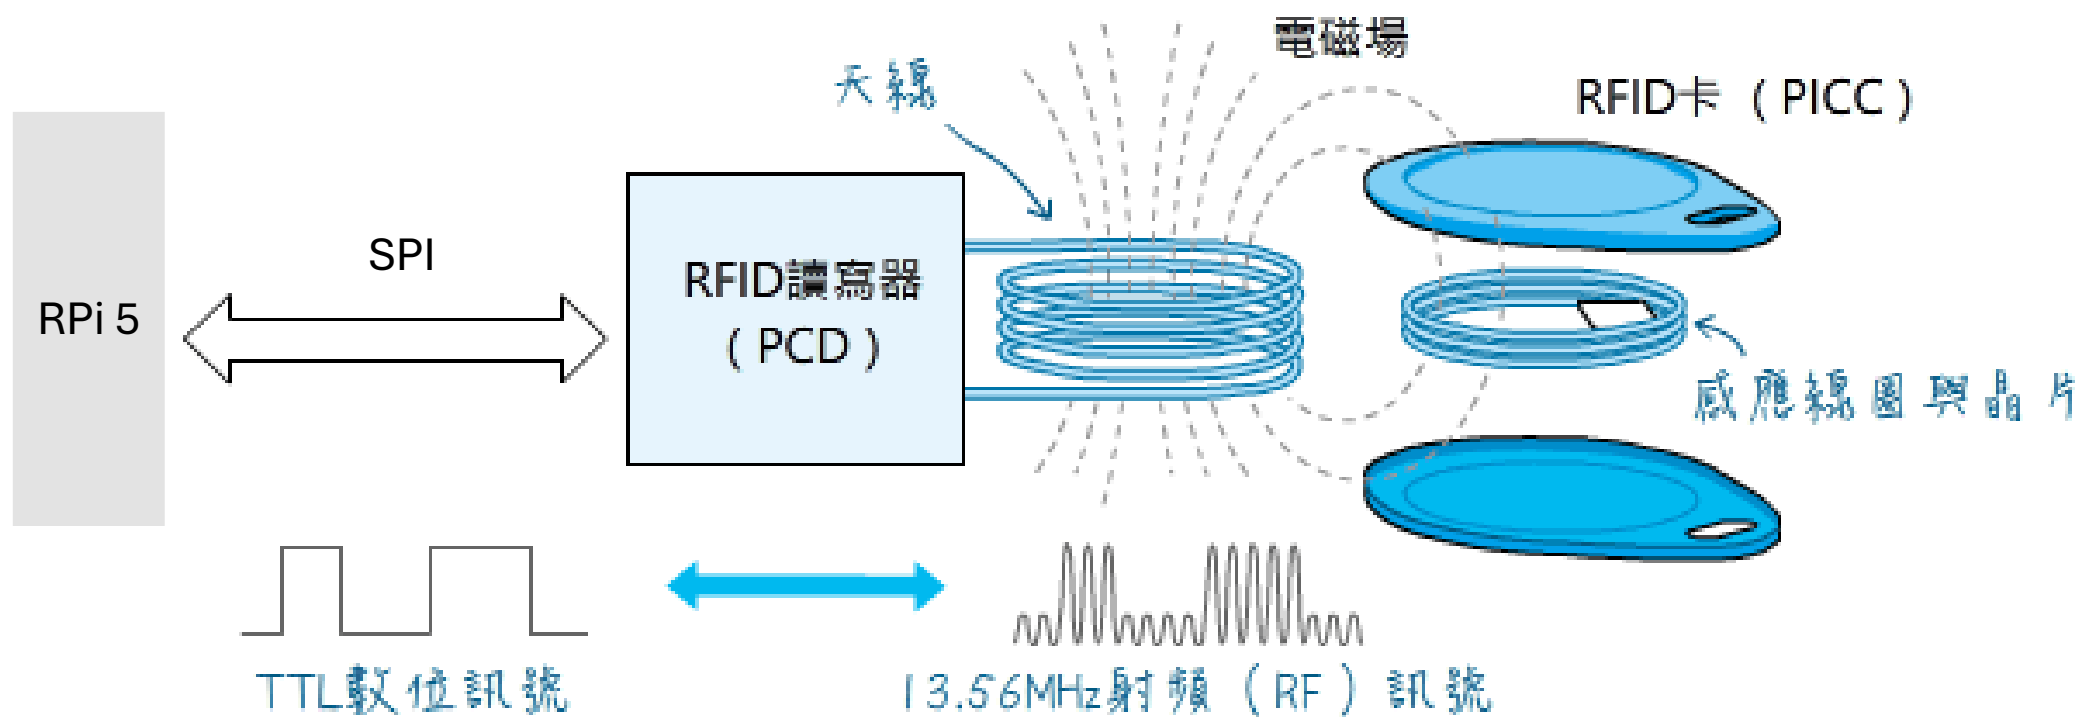 電磁場
天線
RFID卡（PICC）
SPI
RPi 5
RFID讀寫器
（PCD）
感應線圈與晶片
TTL數位訊號
13.56MHz射頻（RF）訊號